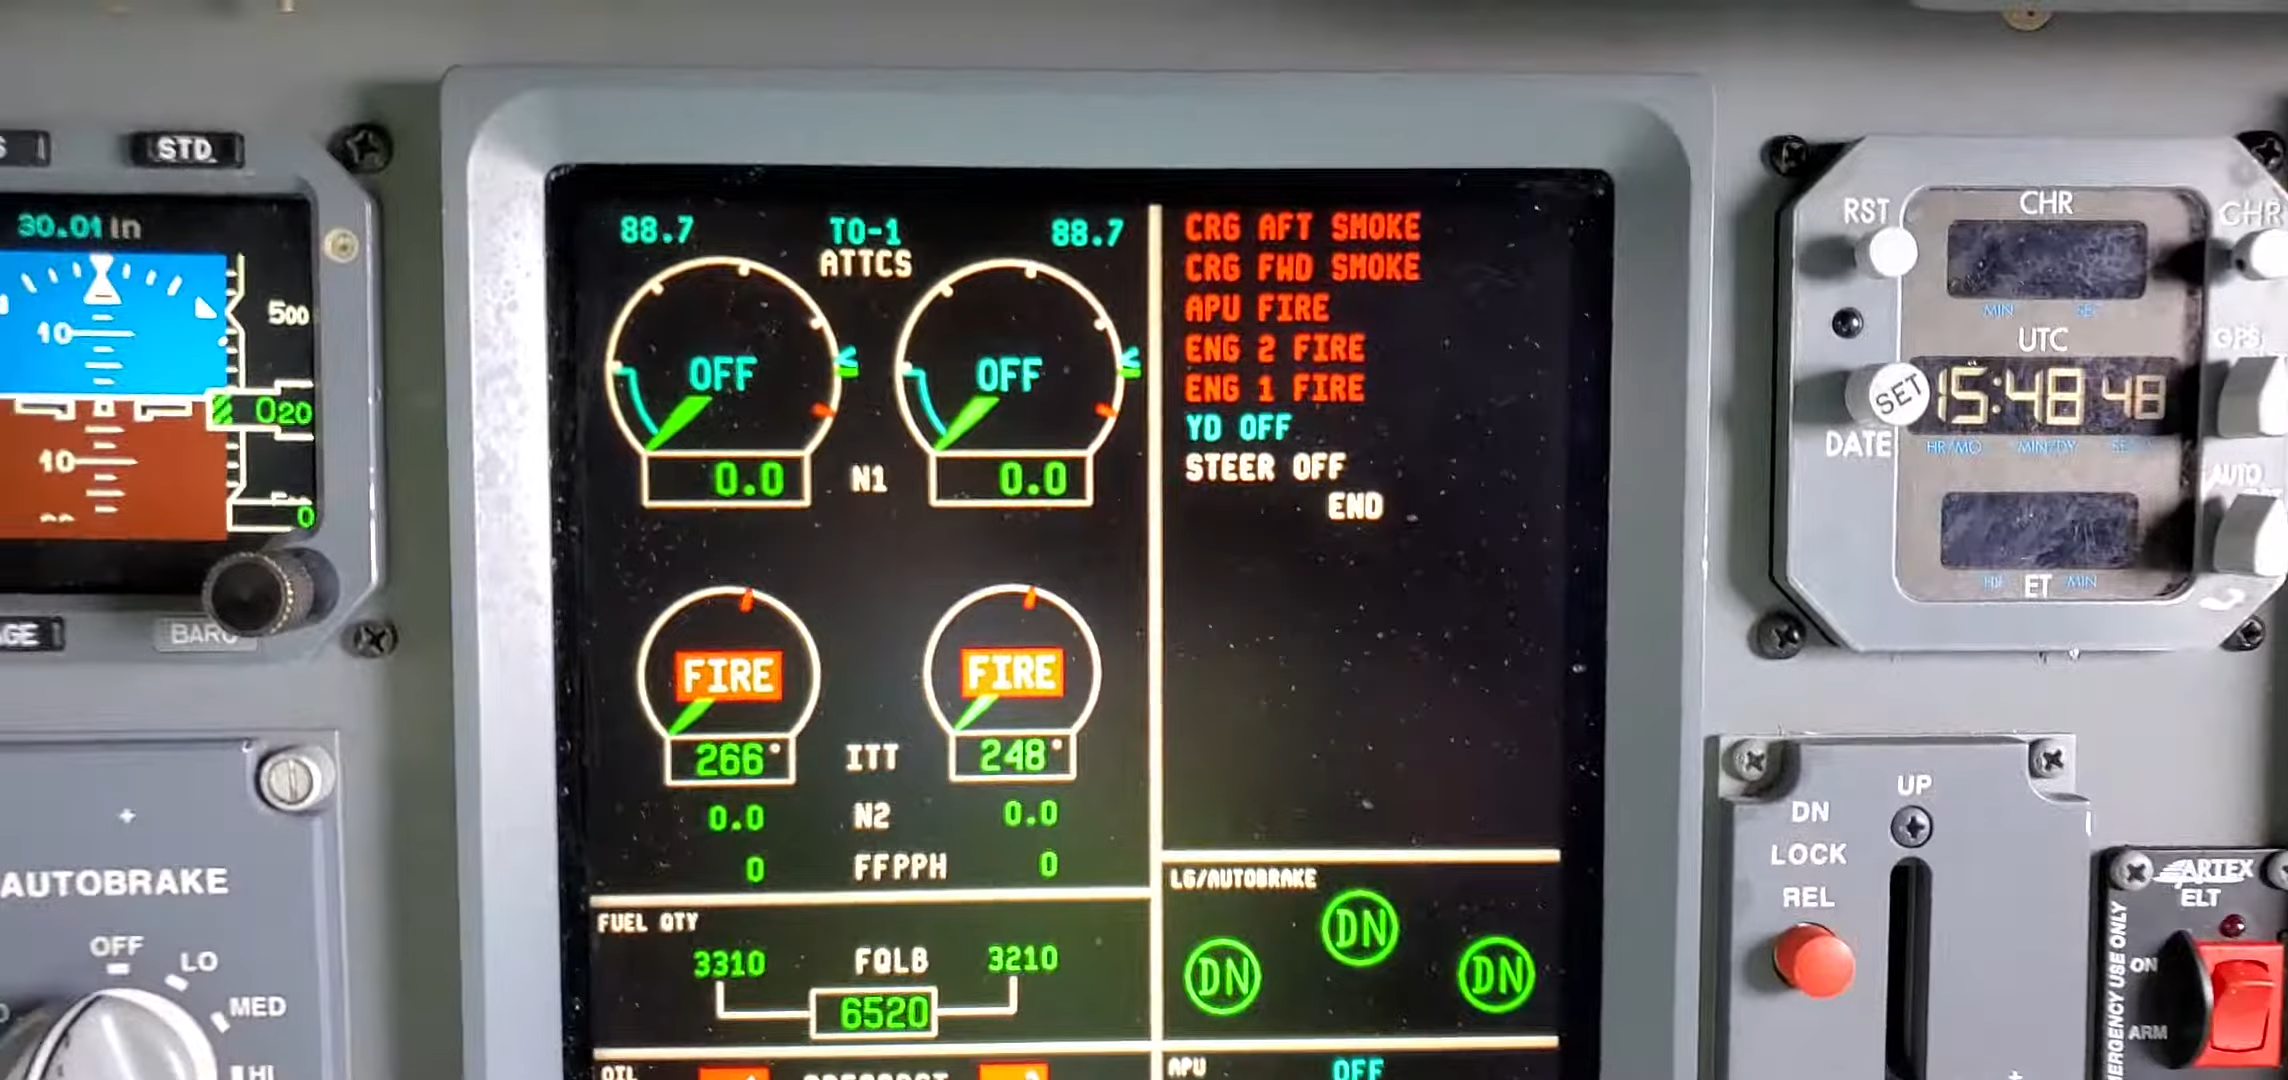 STD
30.01in
500
10
020
10
0
BARO
AUTOBRAKE
OFF
LO
MED
HI
88.7 TO-1 88.7
ATTCS
OFF OFF
0.0 N1 0.0
FIRE FIRE
266° ITT 248°
0.0 N2 0.0
0 FFPPH 0
FUEL QTY
3310 FQLB 3210
6520
OIL
CRG AFT SMOKE
CRG FWD SMOKE
APU FIRE
ENG 2 FIRE
ENG 1 FIRE
YD OFF
STEER OFF
END
LG/AUTOBRAKE
DN
DN DN
APU OFF
RST CHR CHR
MIN
UTC GPS
SET 15:48 48
DATE HR/MO MIN/DY
AUTO
ET MIN
UP
DN
LOCK
REL
ARTEX
ELT
ON
ARM
EMERGENCY USE ONLY